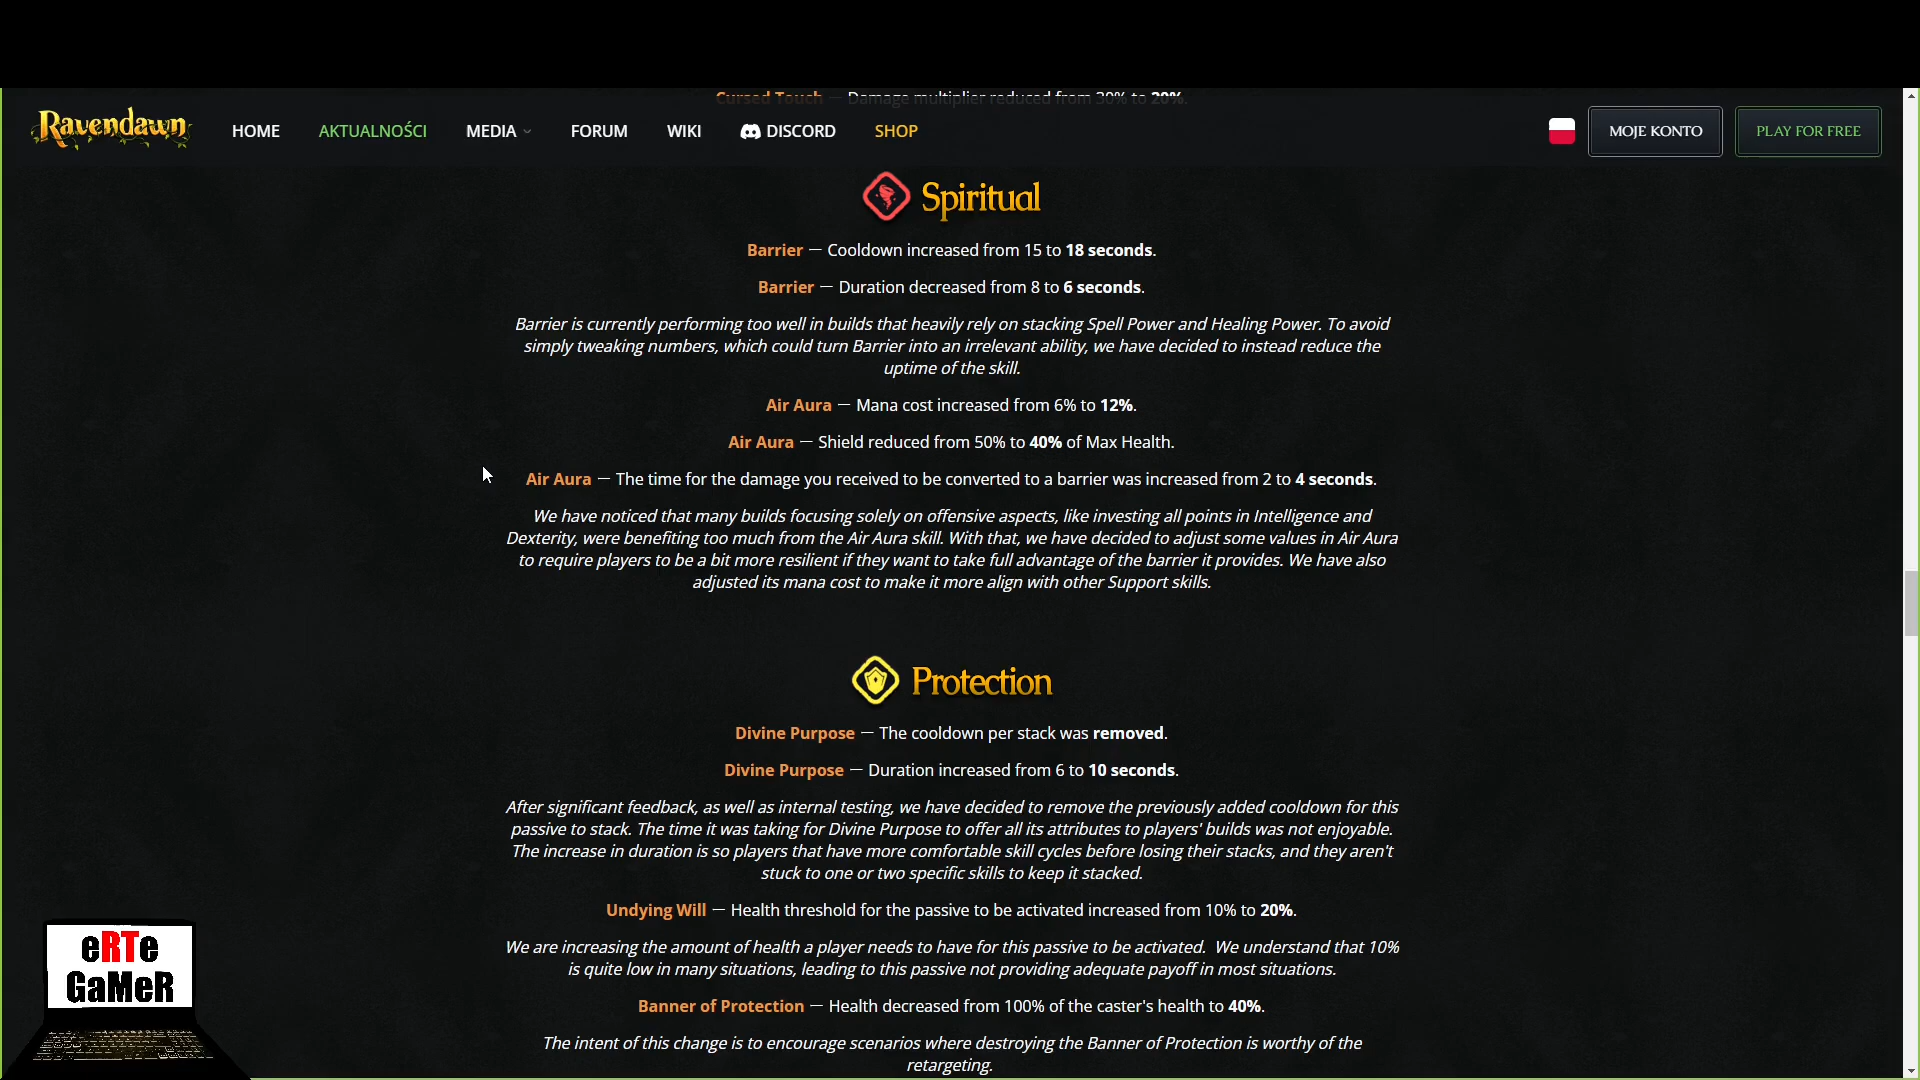 Cursed Touch — Damage multiplier reduced from 30% to 20%.
Ravendawn HOME AKTUALNOŚCI MEDIA FORUM WIKI DISCORD SHOP MOJE KONTO PLAY FOR FREE
Spiritual
Barrier — Cooldown increased from 15 to 18 seconds.
Barrier — Duration decreased from 8 to 6 seconds.
Barrier is currently performing too well in builds that heavily rely on stacking Spell Power and Healing Power. To avoid
simply tweaking numbers, which could turn Barrier into an irrelevant ability, we have decided to instead reduce the
uptime of the skill.
Air Aura — Mana cost increased from 6% to 12%.
Air Aura — Shield reduced from 50% to 40% of Max Health.
Air Aura — The time for the damage you received to be converted to a barrier was increased from 2 to 4 seconds.
We have noticed that many builds focusing solely on offensive aspects, like investing all points in Intelligence and
Dexterity, were benefiting too much from the Air Aura skill. With that, we have decided to adjust some values in Air Aura
to require players to be a bit more resilient if they want to take full advantage of the barrier it provides. We have also
adjusted its mana cost to make it more align with other Support skills.
Protection
Divine Purpose — The cooldown per stack was removed.
Divine Purpose — Duration increased from 6 to 10 seconds.
After significant feedback, as well as internal testing, we have decided to remove the previously added cooldown for this
passive to stack. The time it was taking for Divine Purpose to offer all its attributes to players' builds was not enjoyable.
The increase in duration is so players that have more comfortable skill cycles before losing their stacks, and they aren't
stuck to one or two specific skills to keep it stacked.
Undying Will — Health threshold for the passive to be activated increased from 10% to 20%.
We are increasing the amount of health a player needs to have for this passive to be activated. We understand that 10%
is quite low in many situations, leading to this passive not providing adequate payoff in most situations.
Banner of Protection — Health decreased from 100% of the caster's health to 40%.
The intent of this change is to encourage scenarios where destroying the Banner of Protection is worthy of the
retargeting.
eRTe
GaMeR